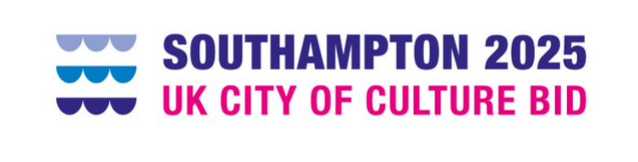 SOUTHAMPTON 2025
UK CITY OF CULTURE BID